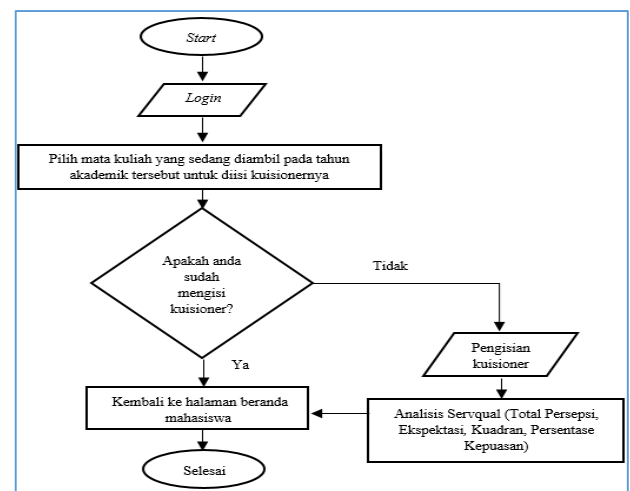 Start
Login
Pilih mata kuliah yang sedang diambil pada tahun
akademik tersebut untuk diisi kuisionernya
Apakah anda
sudah
mengisi
kuisioner?
Tidak
Pengisian
kuisioner
Ya
Kembali ke halaman beranda
mahasiswa
Analisis Servqual (Total Persepsi,
Ekspektasi, Kuadran, Persentase
Kepuasan)
Selesai